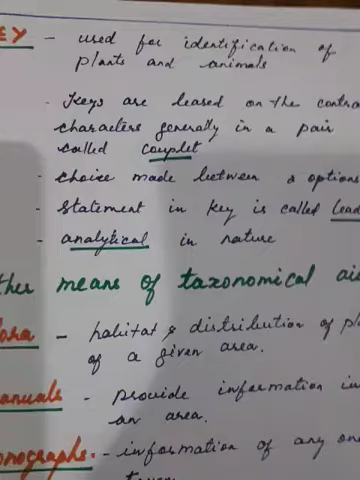 EY - used for identification of
plants and animals
- Keys are based on the contra
characters generally in a pair
called couplet
- choice made between 2 options
- statement in key is called Lead
- analytical in nature
ther means of taxonomical aid
ora - habitat & distribution of pl
of a given area.
anuals - provide information in
an area.
onographs - information of any on